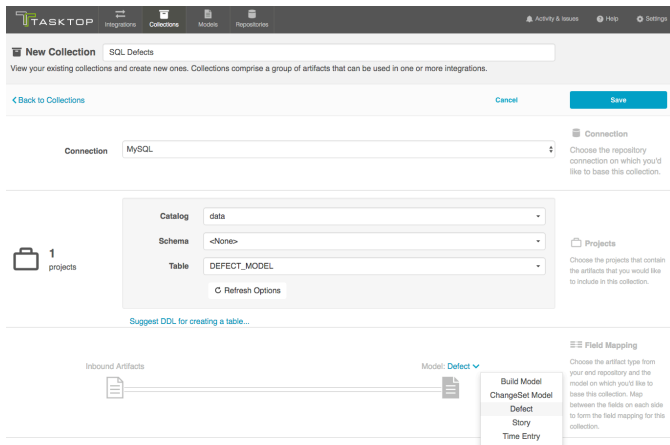 TASKTOP
Integrations
Collections
Models
Repositories
Activity & Issues
Help
Settings
New Collection
SQL Defects
View your existing collections and create new ones. Collections comprise a group of artifacts that can be used in one or more integrations.
Back to Collections
Cancel
Save
Connection
MySQL
Connection
Choose the repository
connection on which you'd
like to base this collection.
1
projects
Catalog
data
Schema
<None>
Table
DEFECT_MODEL
Refresh Options
Suggest DDL for creating a table...
Projects
Choose the projects that contain
the artifacts that you would like
to include in this collection.
Inbound Artifacts
Model: Defect
Build Model
ChangeSet Model
Defect
Story
Time Entry
Field Mapping
Choose the artifact type from
your end repository and the
model on which you'd like to
base this collection. Map
between the fields on each side
to form the field mapping for this
collection.